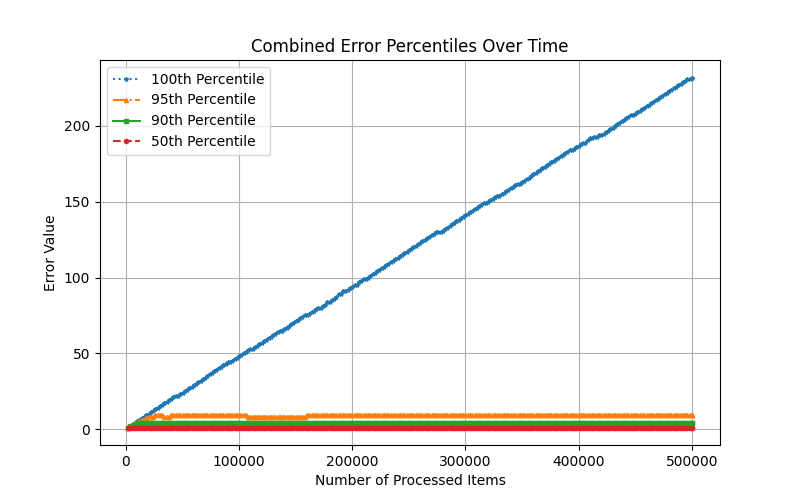 Combined Error Percentiles Over Time
100th Percentile
95th Percentile
90th Percentile
50th Percentile
Error Value
200
150
100
50
0
0 100000 200000 300000 400000 500000
Number of Processed Items